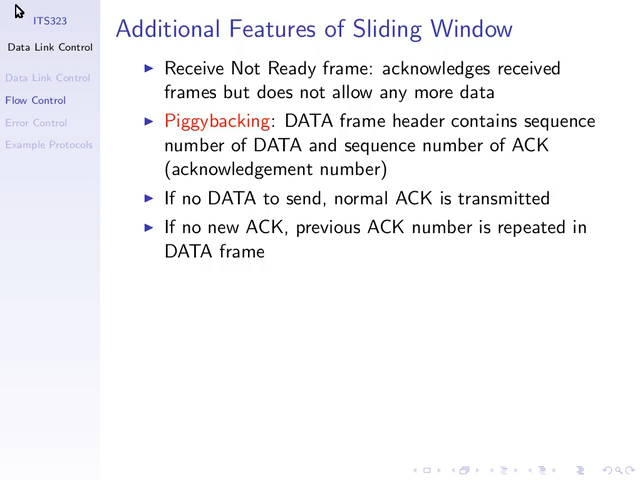 ITS323
Data Link Control
Data Link Control
Flow Control
Error Control
Example Protocols
Additional Features of Sliding Window
Receive Not Ready frame: acknowledges received
frames but does not allow any more data
Piggybacking: DATA frame header contains sequence
number of DATA and sequence number of ACK
(acknowledgement number)
If no DATA to send, normal ACK is transmitted
If no new ACK, previous ACK number is repeated in
DATA frame